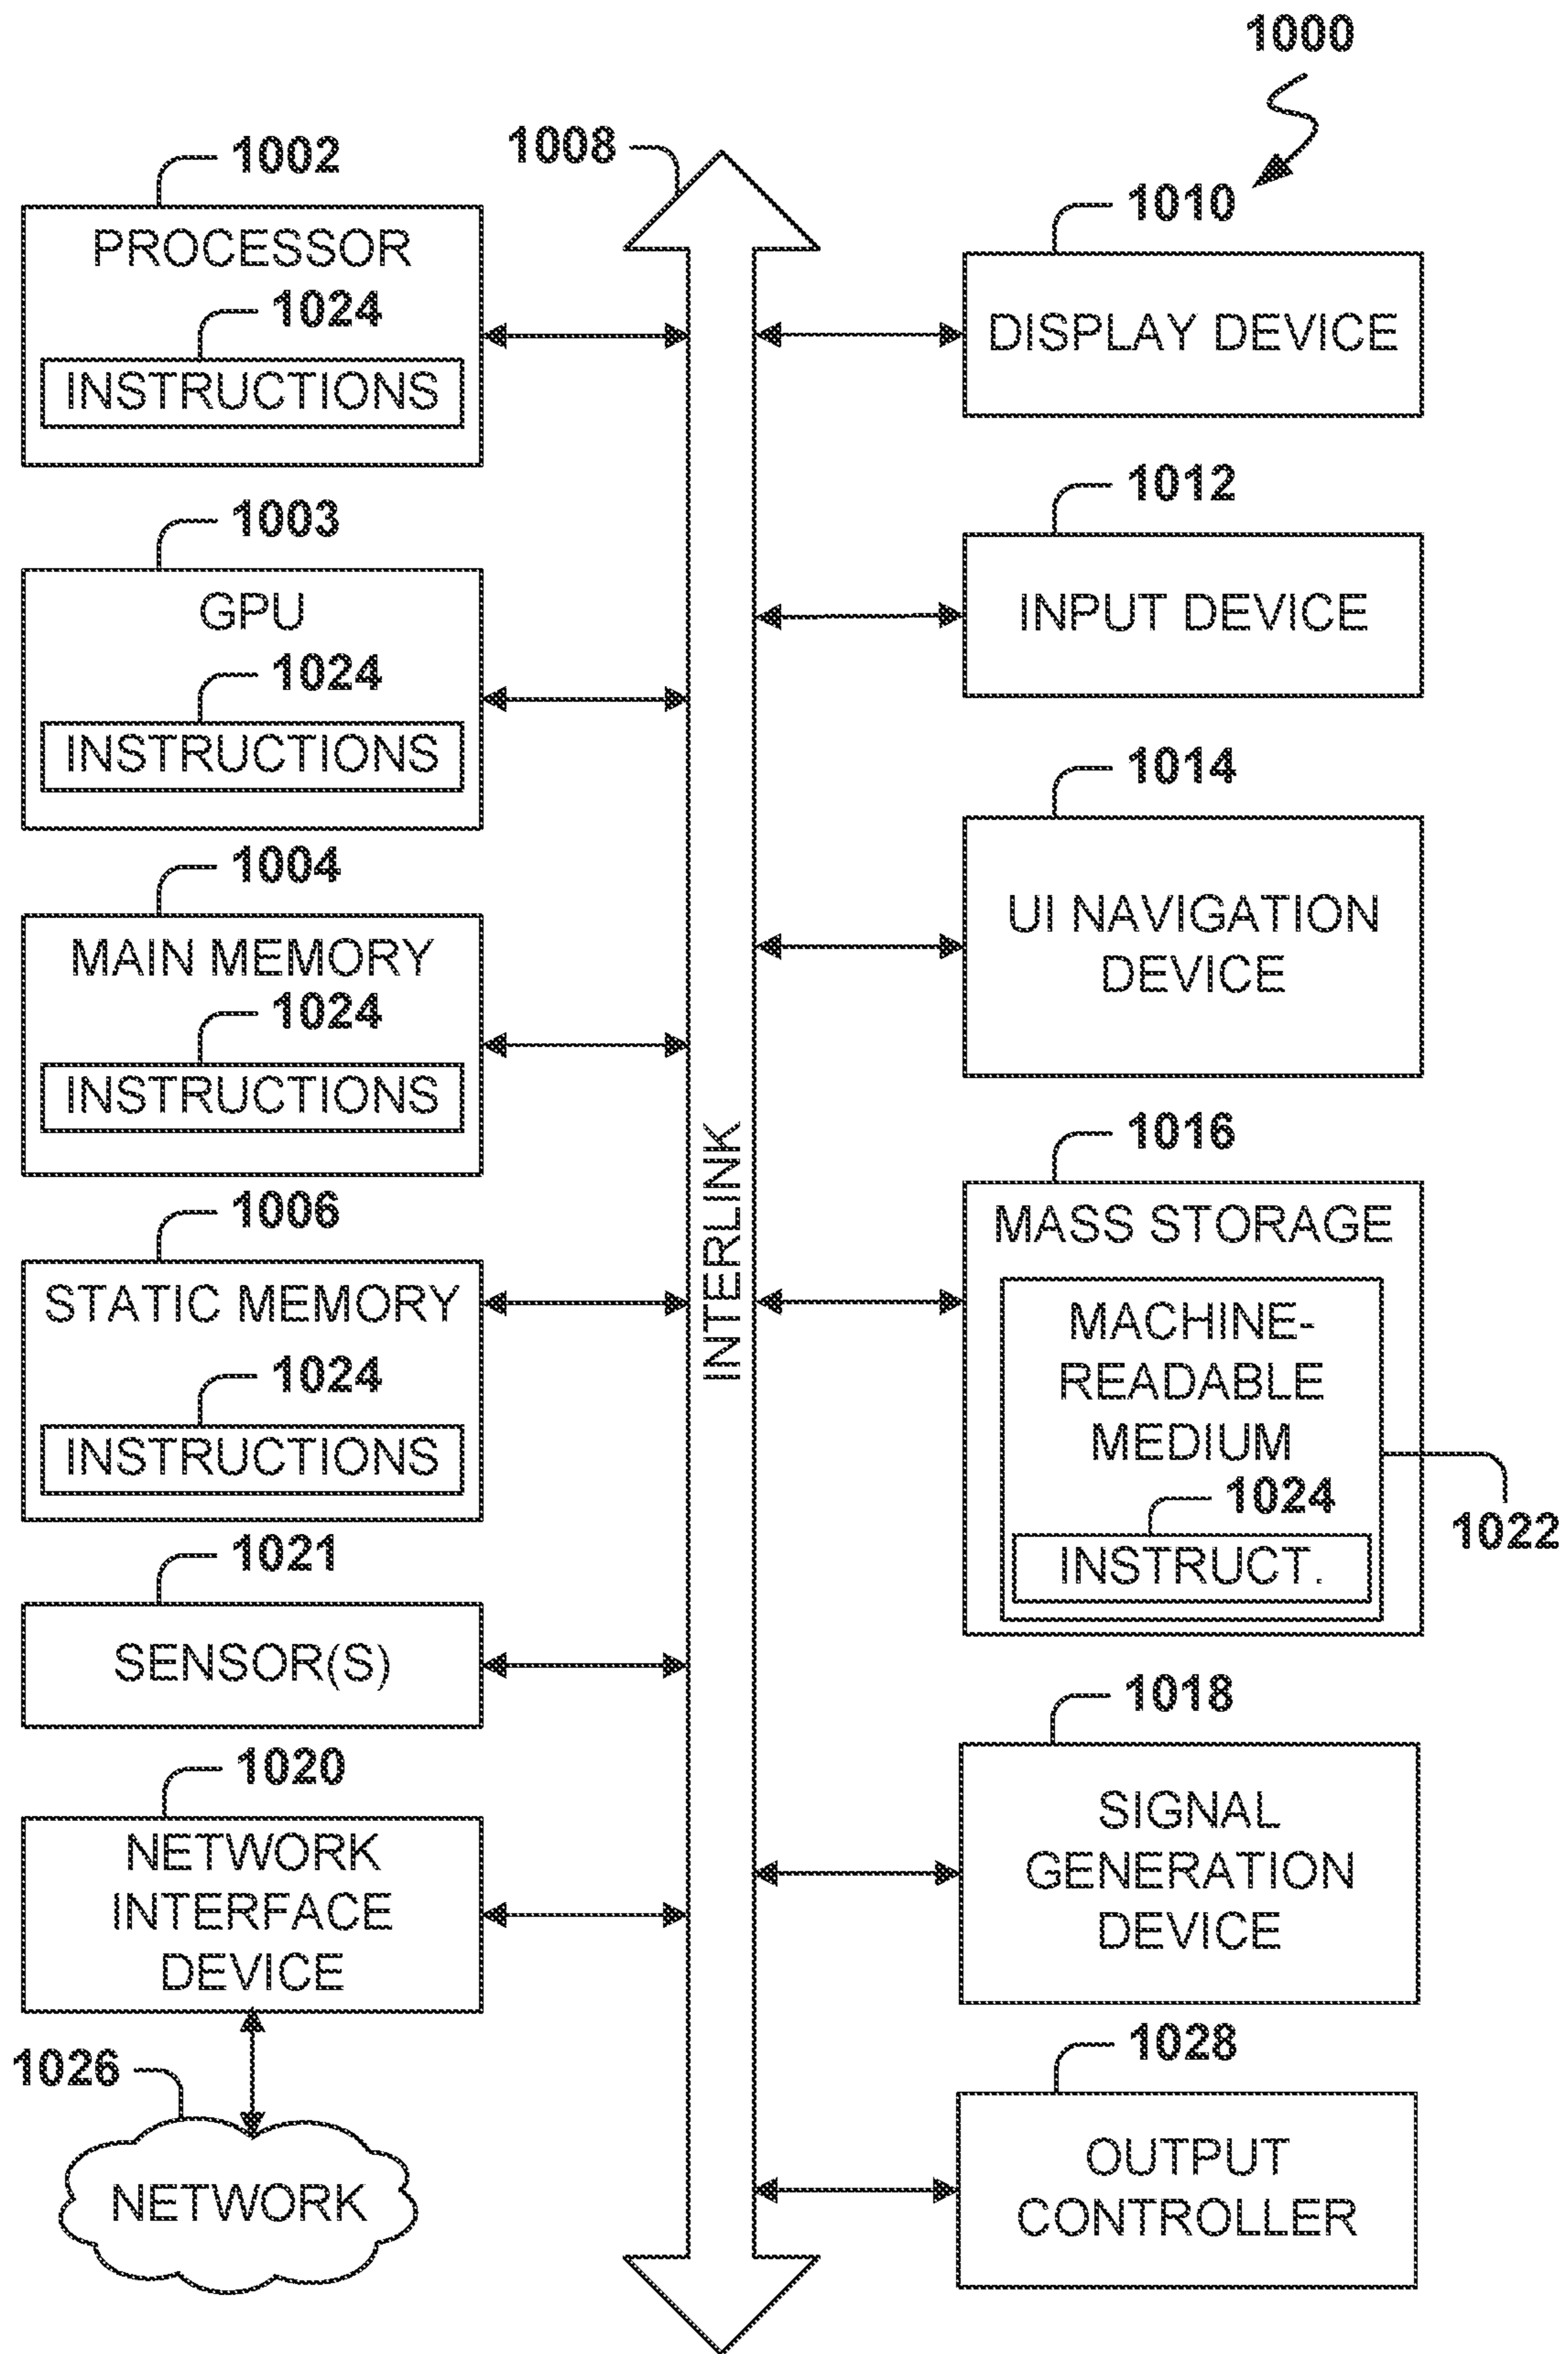 1000
1002
PROCESSOR
1024
INSTRUCTIONS
1003
GPU
1024
INSTRUCTIONS
1004
MAIN MEMORY
1024
INSTRUCTIONS
1006
STATIC MEMORY
1024
INSTRUCTIONS
1021
SENSOR(S)
1020
NETWORK
INTERFACE
DEVICE
1026
NETWORK
1008
INTERLINK
1010
DISPLAY DEVICE
1012
INPUT DEVICE
1014
UI NAVIGATION
DEVICE
1016
MASS STORAGE
MACHINE-
READABLE
MEDIUM
1024
INSTRUCT.
1022
1018
SIGNAL
GENERATION
DEVICE
1028
OUTPUT
CONTROLLER